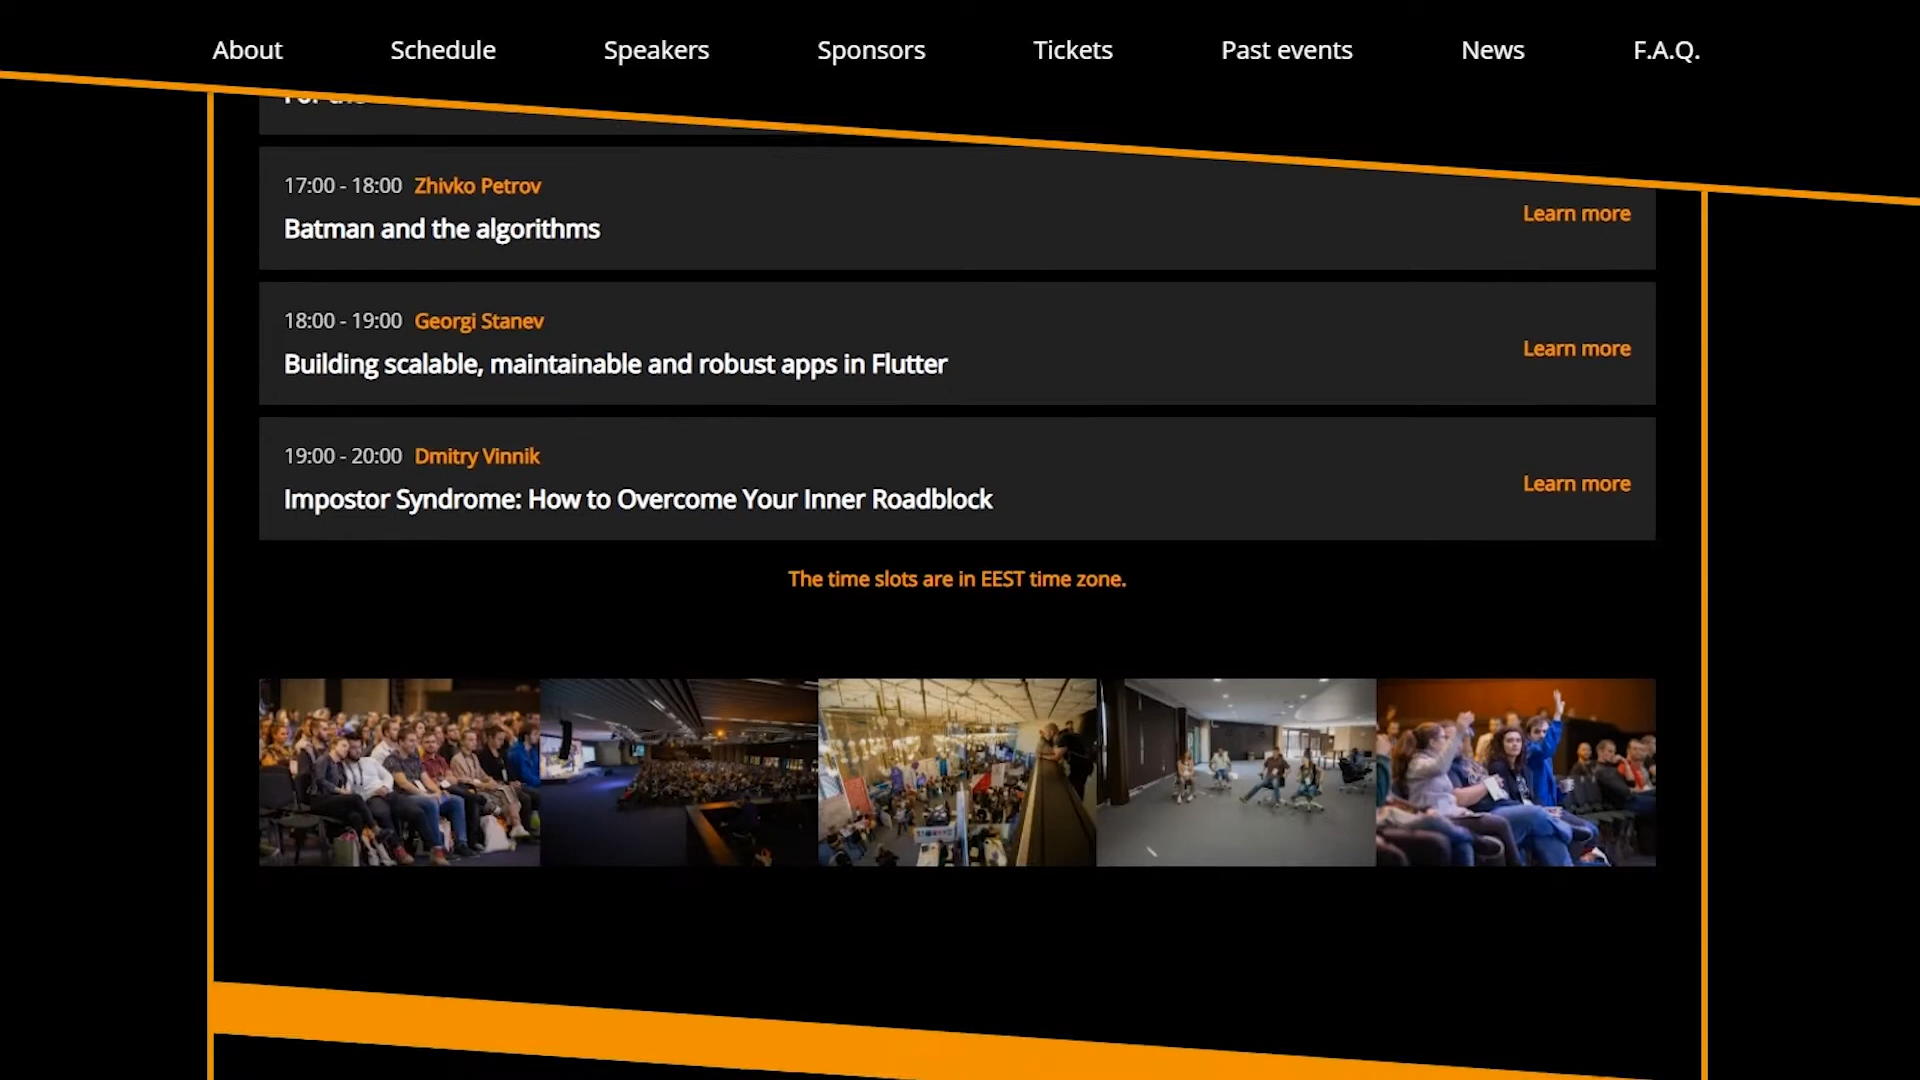 About Schedule Speakers Sponsors Tickets Past events News F.A.Q.
For the
17:00 - 18:00 Zhivko Petrov
Batman and the algorithms
Learn more
18:00 - 19:00 Georgi Stanev
Building scalable, maintainable and robust apps in Flutter
Learn more
19:00 - 20:00 Dmitry Vinnik
Impostor Syndrome: How to Overcome Your Inner Roadblock
Learn more
The time slots are in EEST time zone.